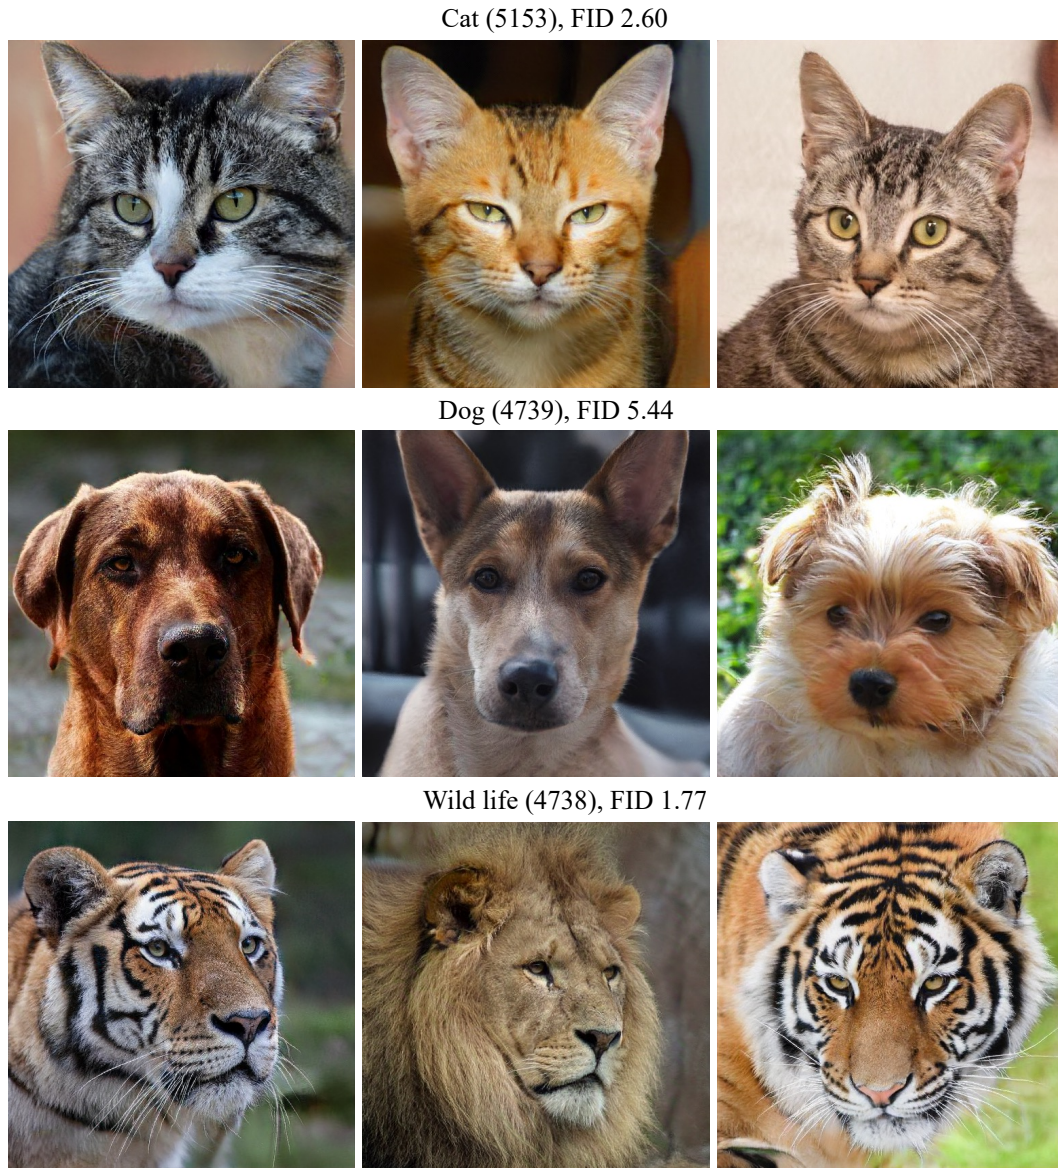 Cat (5153), FID 2.60
Dog (4739), FID 5.44
Wild life (4738), FID 1.77